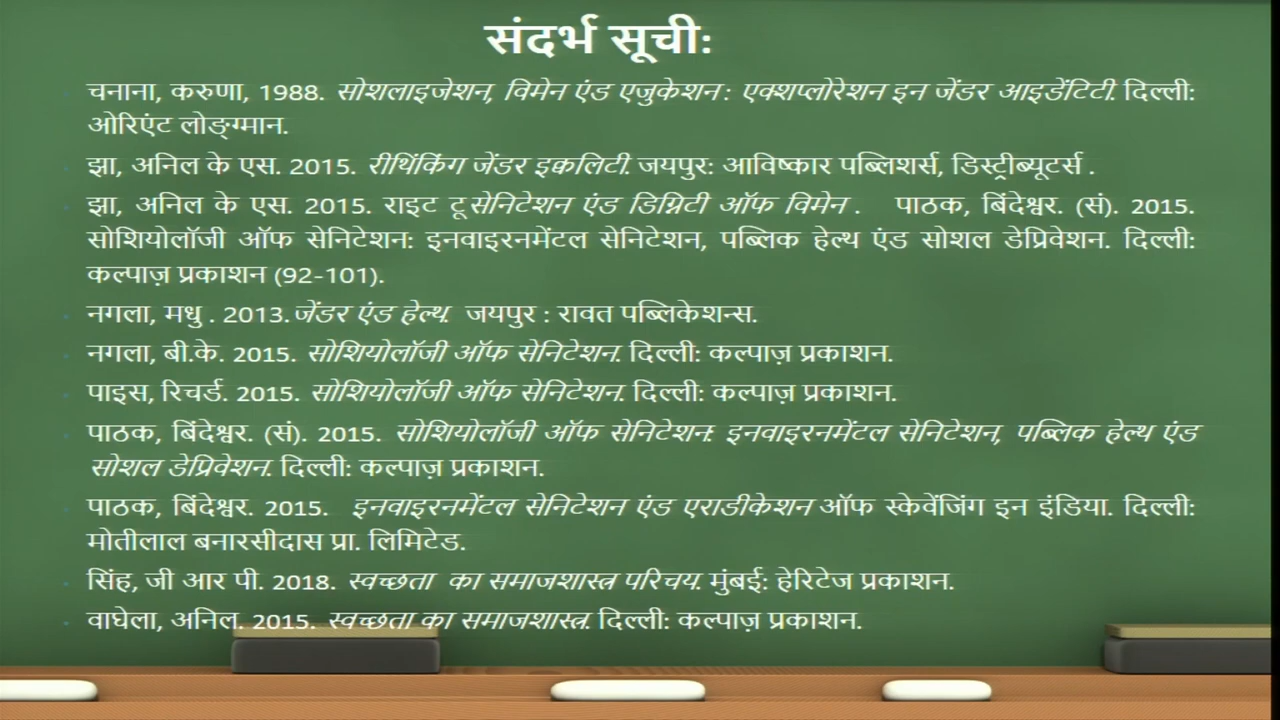 संदर्भ सूची:
चनाना, करुणा, 1988. सोशलाइजेशन, विमेन एंड एजुकेशन : एक्शप्लोरेशन इन जेंडर आइडेंटिटी. दिल्ली:
ओरिएंट लोङ्ग्मान.
झा, अनिल के एस. 2015. रीथिंकिंग जेंडर इक्वलिटी. जयपुर: आविष्कार पब्लिशर्स, डिस्ट्रीब्यूटर्स .
झा, अनिल के एस. 2015. राइट टू सेनिटेशन एंड डिग्निटी ऑफ विमेन . पाठक, बिंदेश्वर. (सं). 2015.
सोशियोलॉजी ऑफ सेनिटेशन: इनवाइरनमेंटल सेनिटेशन, पब्लिक हेल्थ एंड सोशल डेप्रिवेशन. दिल्ली:
कल्पाज़ प्रकाशन (92-101).
नगला, मधु . 2013.जेंडर एंड हेल्थ. जयपुर : रावत पब्लिकेशन्स.
नगला, बी.के. 2015. सोशियोलॉजी ऑफ सेनिटेशन. दिल्ली: कल्पाज़ प्रकाशन.
पाइस, रिचर्ड. 2015. सोशियोलॉजी ऑफ सेनिटेशन. दिल्ली: कल्पाज़ प्रकाशन.
पाठक, बिंदेश्वर. (सं). 2015. सोशियोलॉजी ऑफ सेनिटेशन: इनवाइरनमेंटल सेनिटेशन, पब्लिक हेल्थ एंड
सोशल डेप्रिवेशन. दिल्ली: कल्पाज़ प्रकाशन.
पाठक, बिंदेश्वर. 2015. इनवाइरनमेंटल सेनिटेशन एंड एराडीकेशन ऑफ स्केवेंजिंग इन इंडिया. दिल्ली:
मोतीलाल बनारसीदास प्रा. लिमिटेड.
सिंह, जी आर पी. 2018. स्वच्छता का समाजशास्त्र परिचय. मुंबई: हेरिटेज प्रकाशन.
वाघेला, अनिल. 2015. स्वच्छता का समाजशास्त्र. दिल्ली: कल्पाज़ प्रकाशन.